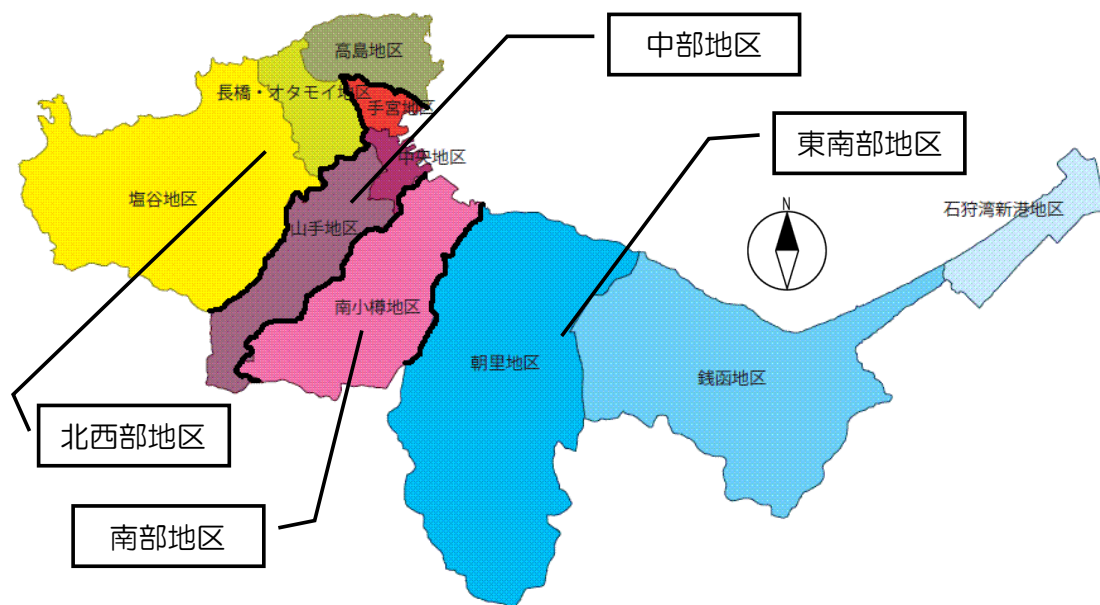 高島地区
中部地区
長橋・オタモイ地区
手宮地区
東南部地区
中央地区
塩谷地区
N
石狩湾新港地区
山手地区
南小樽地区
朝里地区
銭函地区
北西部地区
南部地区